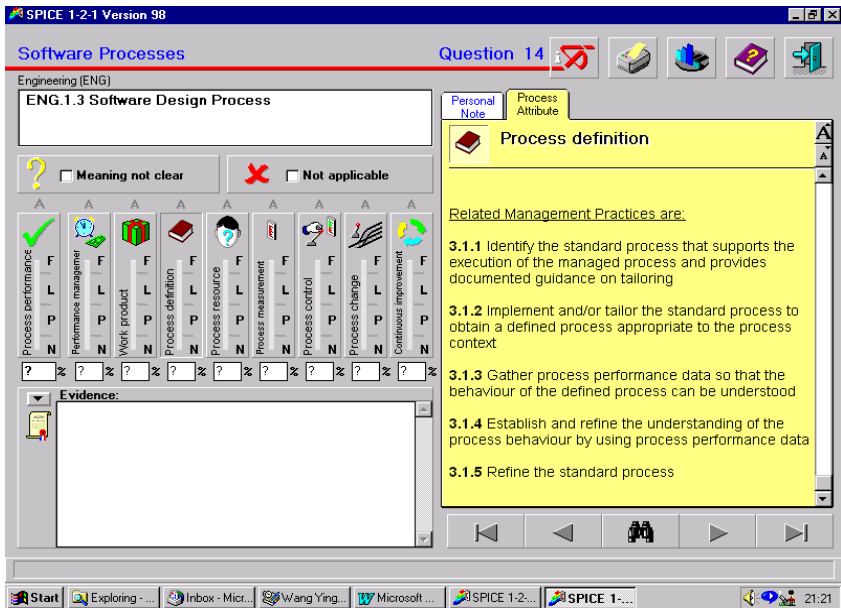 SPICE 1-2-1 Version 98
Software Processes
Question 14
Engineering (ENG)
ENG.1.3 Software Design Process
? Meaning not clear
Not applicable
A A A A A A A A A
Process performance
F
L
P
N
Performance managemer
F
L
P
N
Work product
F
L
P
N
Process definition
F
L
P
N
Process resource
F
L
P
N
Process measurement
F
L
P
N
Process control
F
L
P
N
Process change
F
L
P
N
Continuous improvement
F
L
P
N
? % ? % ? % ? % ? % ? % ? % ? % ? %
Evidence:
Personal
Note
Process
Attribute
Process definition
A
A
Related Management Practices are:
3.1.1 Identify the standard process that supports the
execution of the managed process and provides
documented guidance on tailoring
3.1.2 Implement and/or tailor the standard process to
obtain a defined process appropriate to the process
context
3.1.3 Gather process performance data so that the
behaviour of the defined process can be understood
3.1.4 Establish and refine the understanding of the
process behaviour by using process performance data
3.1.5 Refine the standard process
Start
Exploring - ...
Inbox - Micr...
Wang Ying...
Microsoft ...
SPICE 1-2-...
SPICE 1-...
21:21